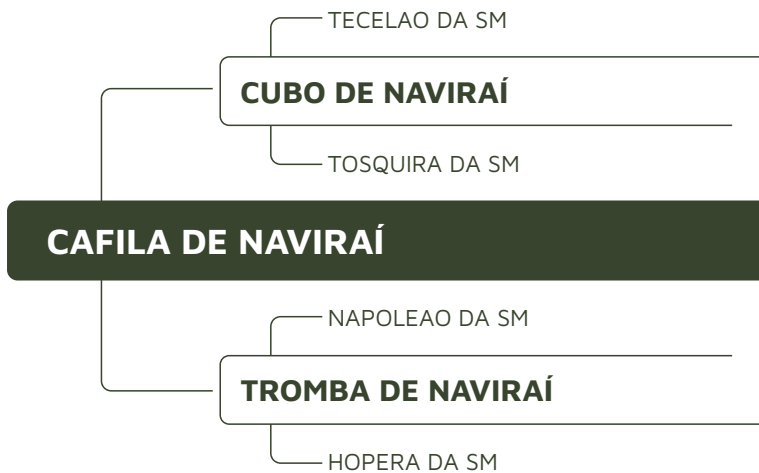 TECELAO DA SM
CUBO DE NAVIRAÍ
TOSQUIRA DA SM
CAFILA DE NAVIRAÍ
NAPOLEAO DA SM
TROMBA DE NAVIRAÍ
HOPERA DA SM